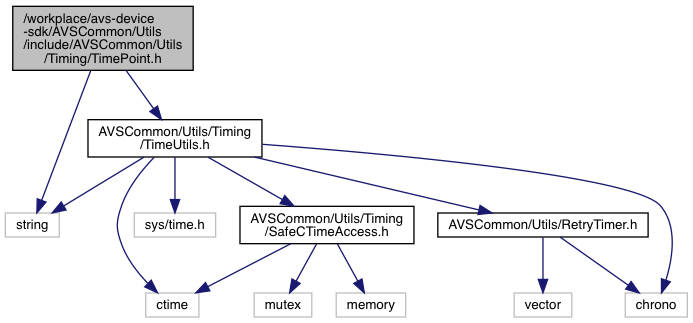 /workplace/avs-device
-sdk/AVSCommon/Utils
/include/AVSCommon/Utils
/Timing/TimePoint.h
AVSCommon/Utils/Timing
/TimeUtils.h
string
sys/time.h
AVSCommon/Utils/Timing
/SafeCTimeAccess.h
AVSCommon/Utils/RetryTimer.h
ctime
mutex
memory
vector
chrono